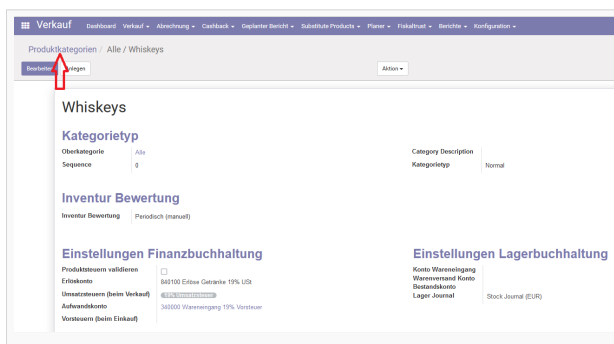 Verkauf Dashboard Verkauf Abrechnung Cashback Geplanter Bericht Substitute Products Planer Fiskaltrust Berichte Konfiguration
Produktkategorien / Alle / Whiskeys
Bearbeiten Anlegen Aktion
Whiskeys
Kategorietyp
Oberkategorie Alle Category Description
Sequence 0 Kategorietyp Normal
Inventur Bewertung
Inventur Bewertung Periodisch (manuell)
Einstellungen Finanzbuchhaltung Einstellungen Lagerbuchhaltung
Produktsteuern validieren Konto Wareneingang
Erlöskonto 840100 Erlöse Getränke 19% USt Warenversand Konto
Bestandskonto
Umsatzsteuern (beim Verkauf) 19% Umsatzsteuer Lager Journal Stock Journal (EUR)
Aufwandskonto 340000 Wareneingang 19% Vorsteuer
Vorsteuern (beim Einkauf)